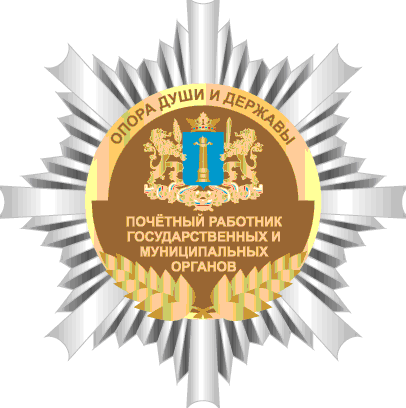 ОПОРА ДУШИ И ДЕРЖАВЫ
ПОЧЁТНЫЙ РАБОТНИК
ГОСУДАРСТВЕННЫХ И
МУНИЦИПАЛЬНЫХ
ОРГАНОВ